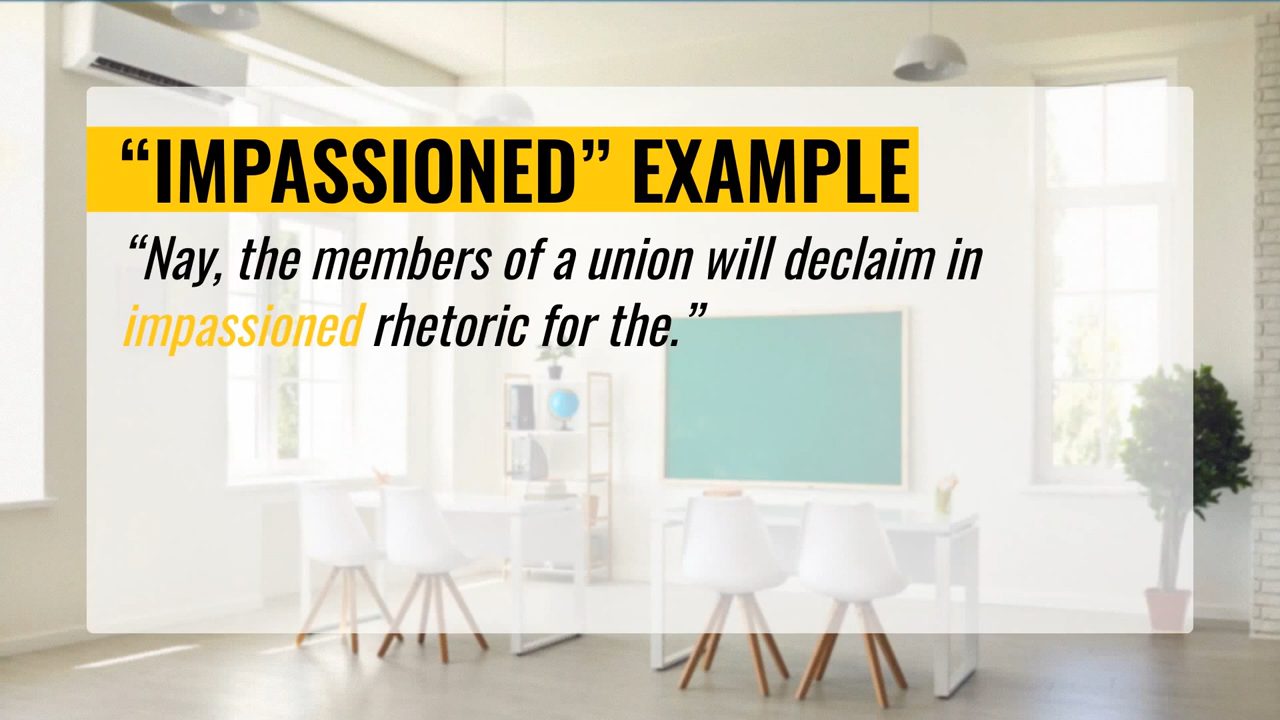 “IMPASSIONED” EXAMPLE
“Nay, the members of a union will declaim in
impassioned rhetoric for the.”